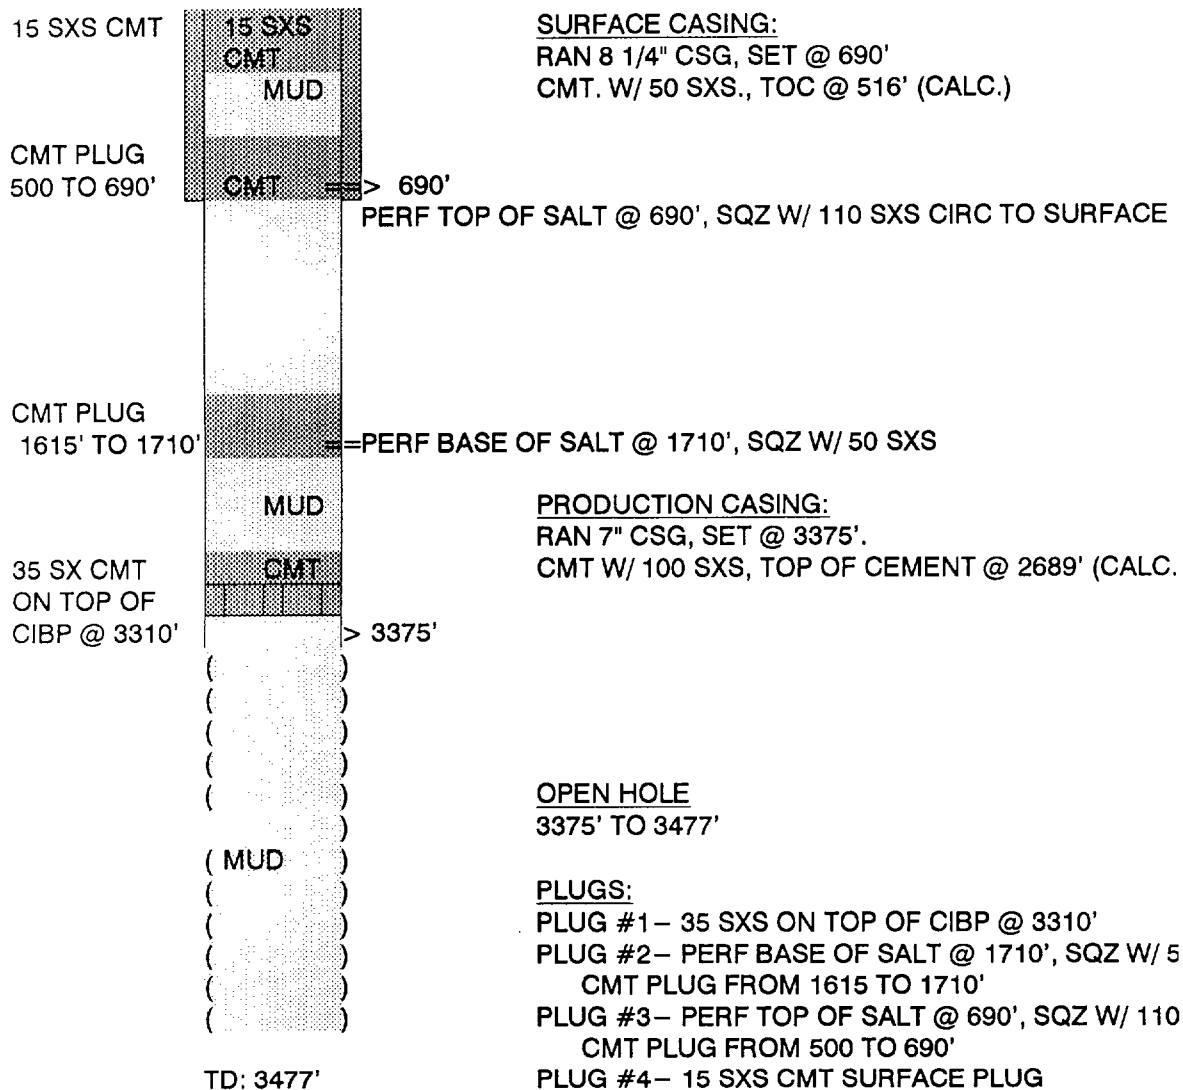 15 SXS CMT
15 SXS
CMT
MUD
SURFACE CASING:
RAN 8 1/4" CSG, SET @ 690'
CMT. W/ 50 SXS., TOC @ 516' (CALC.)
CMT PLUG
500 TO 690'
CMT ==> 690'
PERF TOP OF SALT @ 690', SQZ W/ 110 SXS CIRC TO SURFACE
CMT PLUG
1615' TO 1710'
==PERF BASE OF SALT @ 1710', SQZ W/ 50 SXS
MUD
PRODUCTION CASING:
RAN 7" CSG, SET @ 3375'.
CMT W/ 100 SXS, TOP OF CEMENT @ 2689' (CALC.
35 SX CMT
ON TOP OF
CIBP @ 3310'
CMT
> 3375'
OPEN HOLE
3375' TO 3477'
( MUD )
PLUGS:
PLUG #1– 35 SXS ON TOP OF CIBP @ 3310'
PLUG #2– PERF BASE OF SALT @ 1710', SQZ W/ 5
CMT PLUG FROM 1615 TO 1710'
PLUG #3– PERF TOP OF SALT @ 690', SQZ W/ 110
CMT PLUG FROM 500 TO 690'
PLUG #4– 15 SXS CMT SURFACE PLUG
TD: 3477'